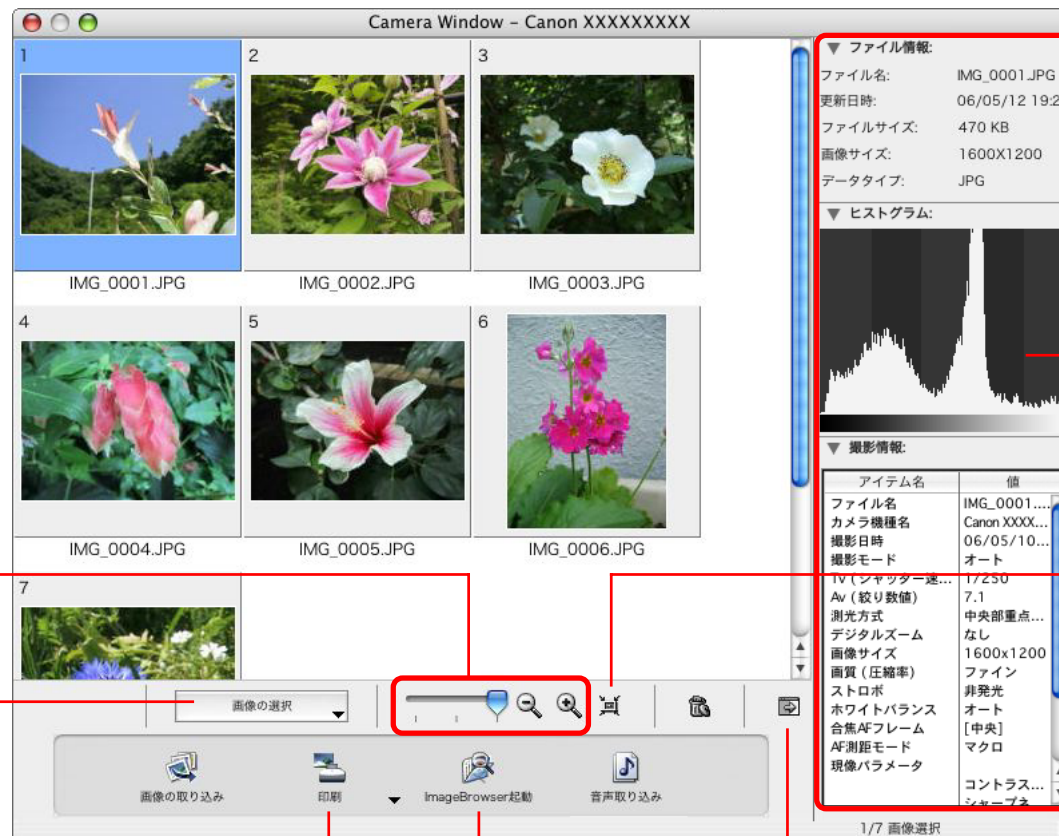 Camera Window – Canon XXXXXXXXX
1
2
3
IMG_0001.JPG
IMG_0002.JPG
IMG_0003.JPG
4
5
6
IMG_0004.JPG
IMG_0005.JPG
IMG_0006.JPG
7
画像の選択
画像の取り込み
印刷
ImageBrowser起動
音声取り込み
▼ ファイル情報:
ファイル名: IMG_0001.JPG
更新日時: 06/05/12 19:2
ファイルサイズ: 470 KB
画像サイズ: 1600X1200
データタイプ: JPG
▼ ヒストグラム:
▼ 撮影情報:
アイテム名 値
ファイル名 IMG_0001....
カメラ機種名 Canon XXXX...
撮影日時 06/05/10...
撮影モード オート
Tv (シャッター速... 1/250
Av (絞り数値) 7.1
測光方式 中央部重点...
デジタルズーム なし
画像サイズ 1600x1200
画質 (圧縮率) ファイン
ストロボ 非発光
ホワイトバランス オート
合焦AFフレーム [中央]
AF測距モード マクロ
現像パラメータ
コントラス...
シャープネ
1/7 画像選択